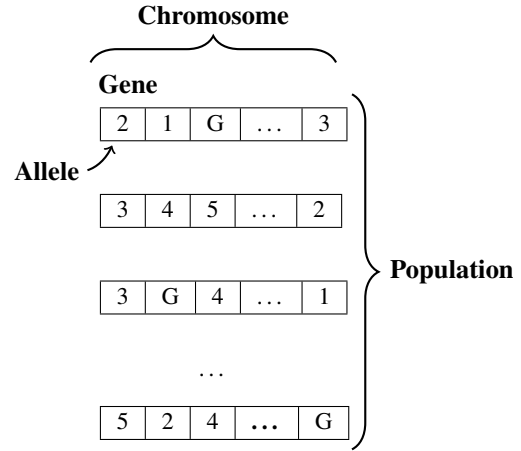 Chromosome
Gene
2 1 G ... 3
Allele
3 4 5 ... 2
Population
3 G 4 ... 1
...
5 2 4 ... G